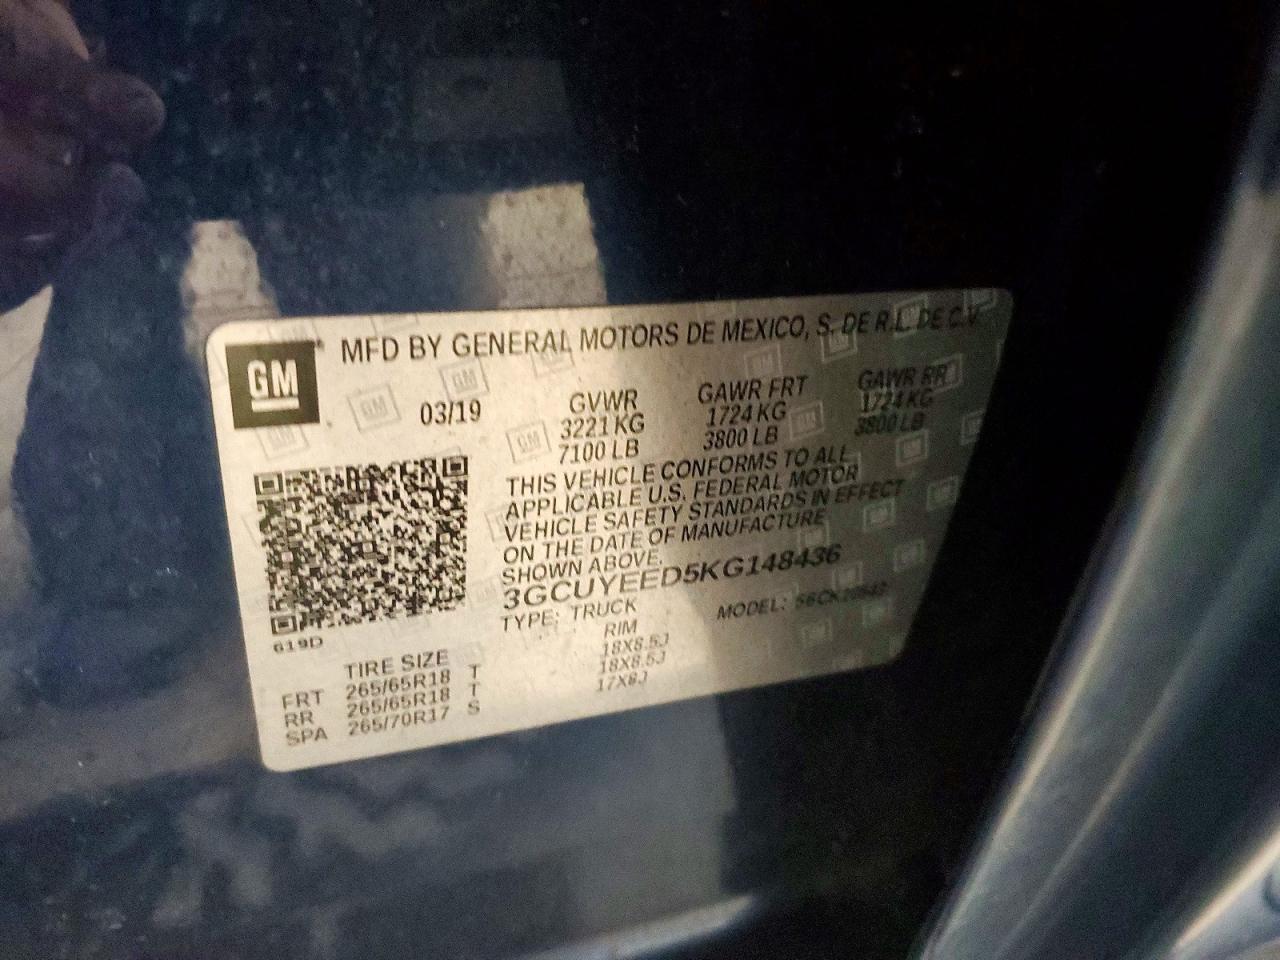 GM
MFD BY GENERAL MOTORS DE MEXICO, S. DE R.L. DE C.V.
03/19
GVWR GAWR FRT GAWR RR
3221 KG 1724 KG 1724 KG
7100 LB 3800 LB 3800 LB
THIS VEHICLE CONFORMS TO ALL
APPLICABLE U.S. FEDERAL MOTOR
VEHICLE SAFETY STANDARDS IN EFFECT
ON THE DATE OF MANUFACTURE
SHOWN ABOVE.
3GCUYEED5KG148436
TYPE: TRUCK MODEL:
619D
TIRE SIZE RIM
FRT 265/65R18 T 18X8.5J
RR 265/65R18 T 18X8.5J
SPA 265/70R17 S 17X8J